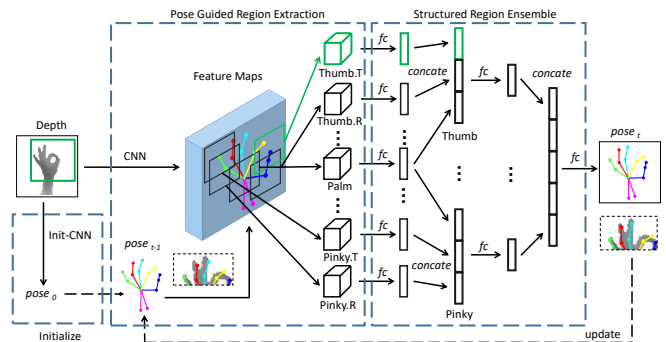 Pose Guided Region Extraction
Structured Region Ensemble
Feature Maps
Depth
CNN
Init-CNN
pose t-1
pose 0
Initialize
Thumb.T
Thumb.R
Palm
Pinky.T
Pinky.R
fc
fc
fc
fc
fc
concate
concate
Thumb
Pinky
fc
fc
concate
fc
pose t
update